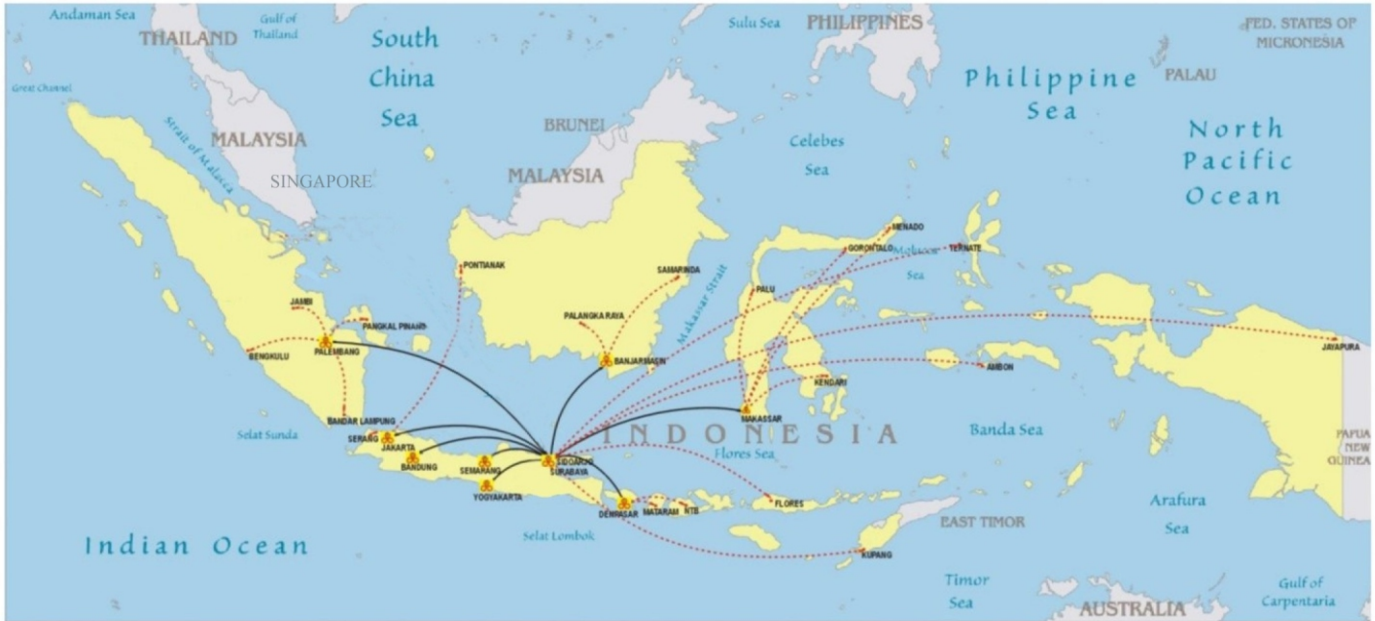 Andaman Sea
THAILAND
Gulf of
Thailand
South
China
Sea
Sulu Sea
PHILIPPINES
FED. STATES OF
MICRONESIA
PALAU
Philippine
Sea
Great Channel
Strait of Malacca
MALAYSIA
SINGAPORE
BRUNEI
MALAYSIA
Celebes
Sea
North
Pacific
Ocean
MENADO
GORONTALO
Molucca
Sea
TERNATE
PONTIANAK
SAMARINDA
Makassar Strait
PALU
JAMBI
PANGKAL PINANG
PALANGKA RAYA
BENGKULU
PALEMBANG
BANJARMASIN
JAYAPURA
AMBON
KENDARI
MAKASSAR
BANDAR LAMPUNG
Selat Sunda
SERANG
JAKARTA
BANDUNG
SEMARANG
YOGYAKARTA
SIDOARJO
SURABAYA
INDONESIA
Banda Sea
Flores Sea
PAPUA
NEW
GUINEA
DENPASAR
MATARAM
NTB
FLORES
KUPANG
EAST TIMOR
Arafura
Sea
Selat Lombok
Indian Ocean
Timor
Sea
AUSTRALIA
Gulf of
Carpentaria